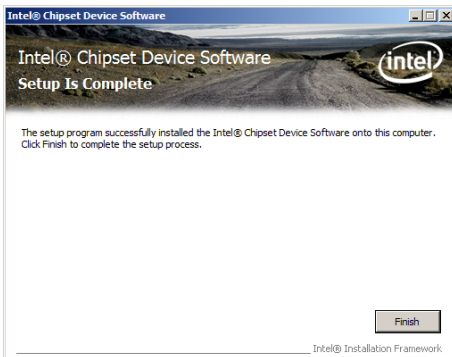 Intel® Chipset Device Software
Intel® Chipset Device Software
Setup Is Complete
intel®
The setup program successfully installed the Intel® Chipset Device Software onto this computer.
Click Finish to complete the setup process.
Finish
Intel® Installation Framework